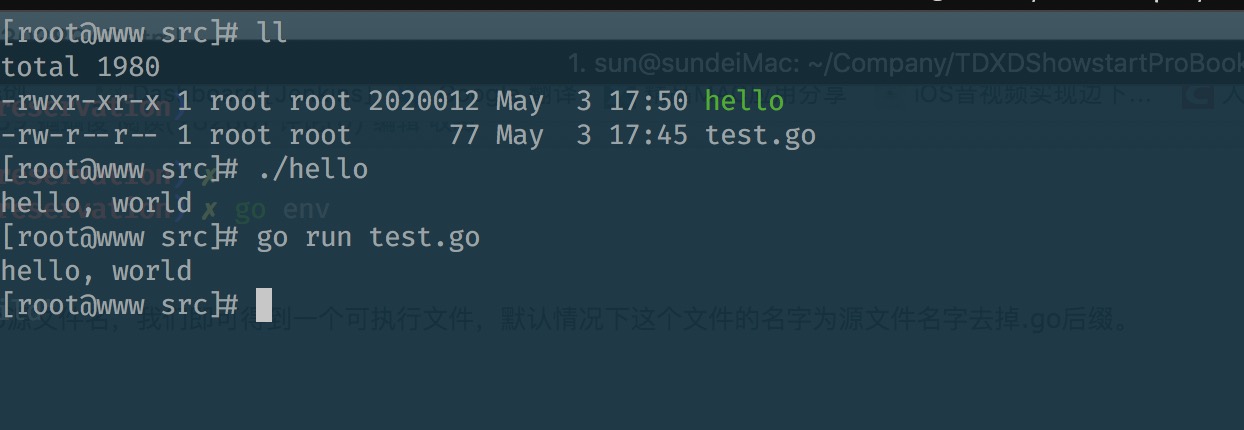 [root@www src]# ll
total 1980
1. sun@sundeiMac: ~/Company/TDXDShowstartProBook
-rwxr-xr-x 1 root root 2020012 May  3 17:50 hello
iOS音视频实现边下...
-rw-r--r-- 1 root root      77 May  3 17:45 test.go
[root@www src]# ./hello
hello, world
✗ go env
[root@www src]# go run test.go
hello, world
[root@www src]#
源文件名，我们即可得到一个可执行文件，默认情况下这个文件的名字为源文件名字去掉.go后缀。